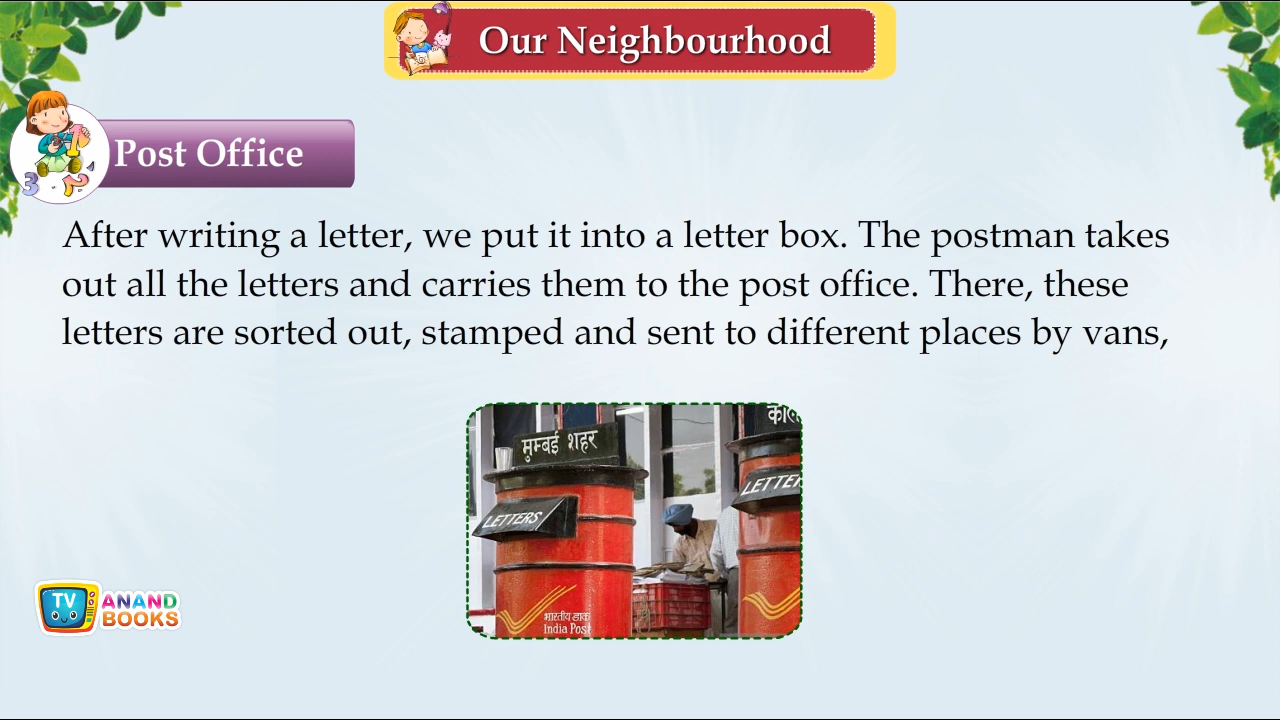 Our Neighbourhood
Post Office
After writing a letter, we put it into a letter box. The postman takes
out all the letters and carries them to the post office. There, these
letters are sorted out, stamped and sent to different places by vans,
मुम्बई शहर
LETTERS
भारतीय डाक
India Post
LETTER
TV
ANAND
BOOKS